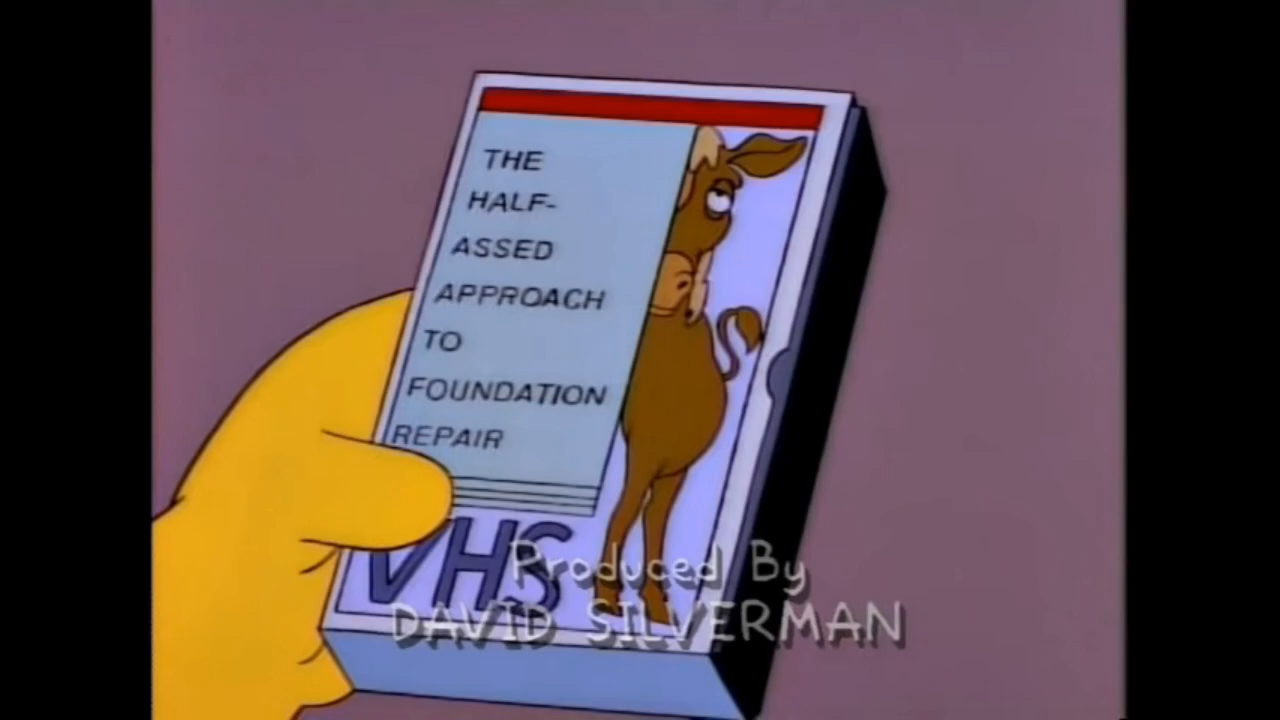 THE
HALF-
ASSED
APPROACH
TO
FOUNDATION
REPAIR
VHS
Produced By
DAVID SILVERMAN